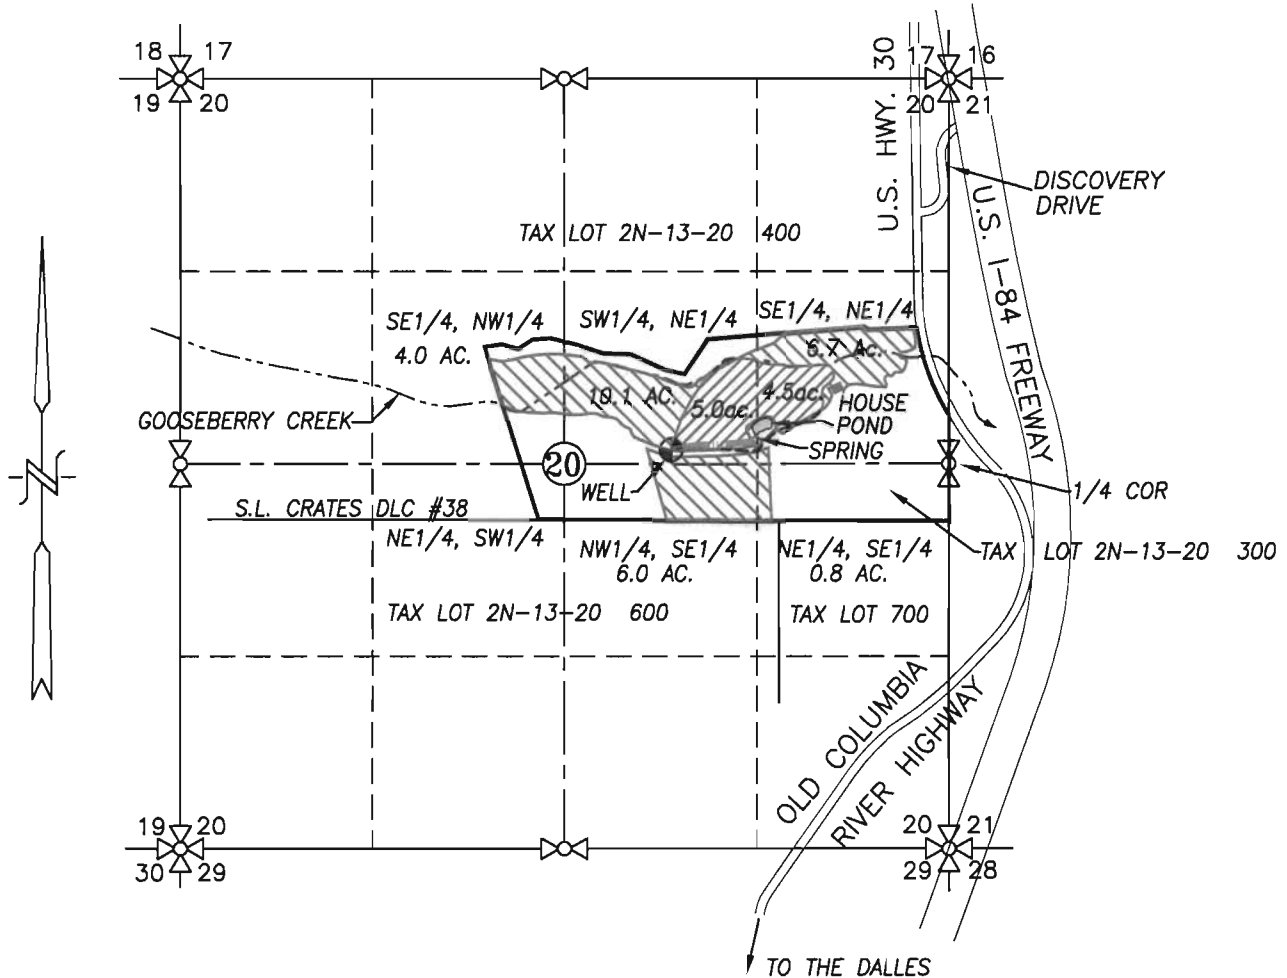 18 17
19 20
17 16
20 21
U.S. HWY. 30
DISCOVERY
DRIVE
U.S. I-84 FREEWAY
TAX LOT 2N-13-20 400
SE1/4, NW1/4
4.0 AC.
SW1/4, NE1/4
SE1/4, NE1/4
6.7 Ac.
10.1 AC.
5.0ac.
4.5ac.
HOUSE
POND
SPRING
GOOSEBERRY CREEK
20
WELL
1/4 COR
S.L. CRATES DLC #38
NE1/4, SW1/4
NW1/4, SE1/4
6.0 AC.
NE1/4, SE1/4
0.8 AC.
TAX LOT 2N-13-20 300
TAX LOT 2N-13-20 600
TAX LOT 700
OLD COLUMBIA
RIVER HIGHWAY
19 20
30 29
20 21
29 28
TO THE DALLES